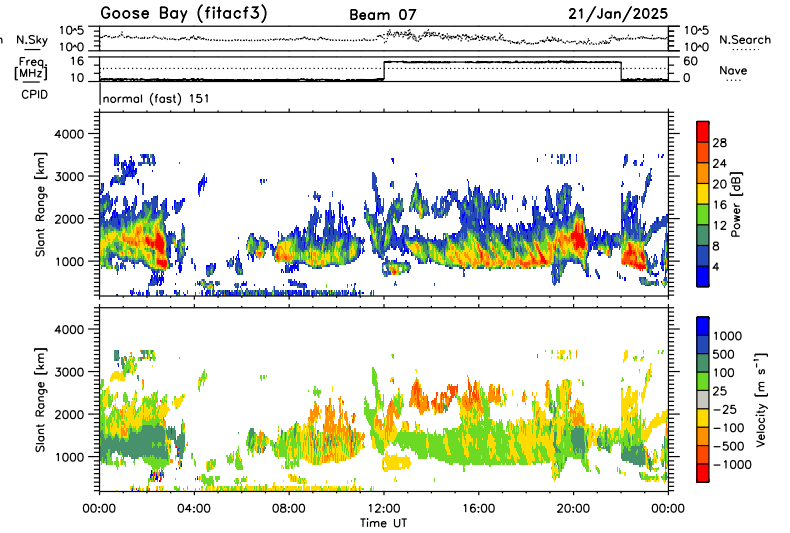 Goose Bay (fitacf3) Beam 07 21/Jan/2025
n N.Sky 10^5 10^0 10^5 10^0 N.Search
Freq. [MHz] 16 10 60 0 Nave
CPID normal (fast) 151
Slant Range [km] 4000 3000 2000 1000
28 24 20 16 12 8 4 Power [dB]
Slant Range [km] 4000 3000 2000 1000
1000 500 100 25 −25 −100 −500 −1000 Velocity [m s⁻¹]
00:00 04:00 08:00 12:00 16:00 20:00 00:00
Time UT